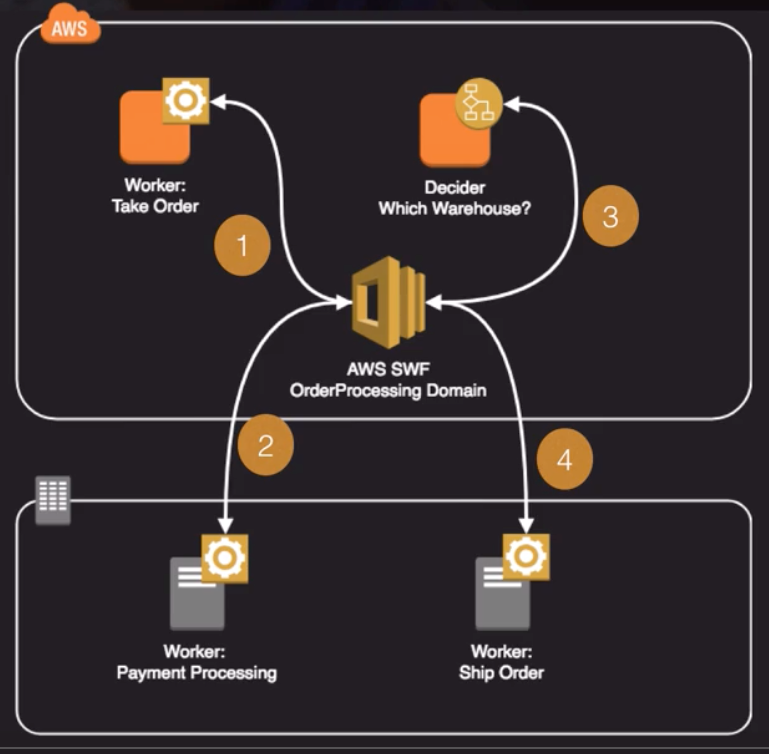 AWS
Worker:
Take Order
Decider
Which Warehouse?
1
3
AWS SWF
OrderProcessing Domain
2
4
Worker:
Payment Processing
Worker:
Ship Order